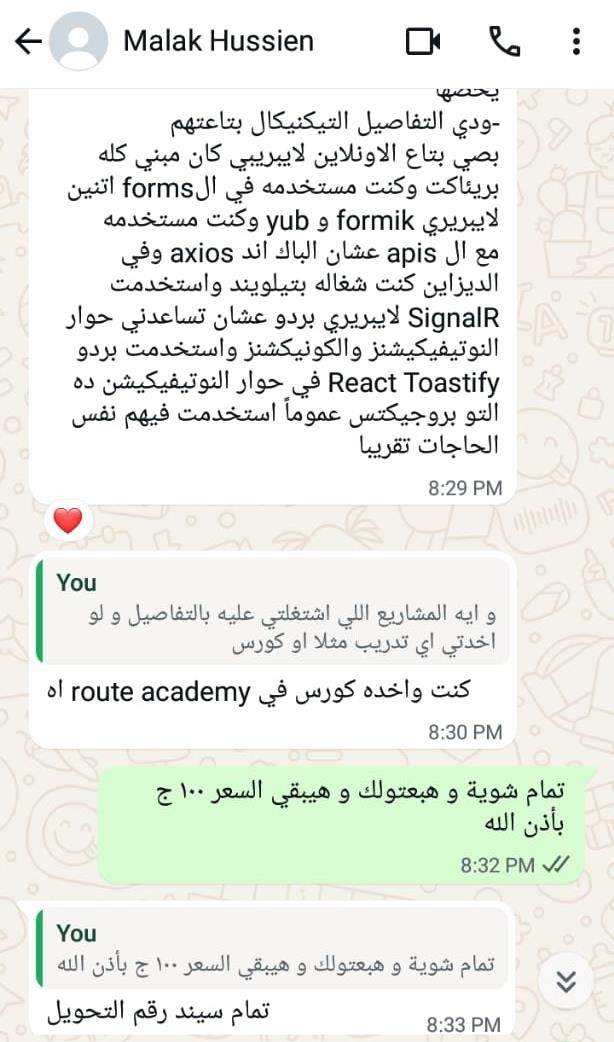 Malak Hussien
يخصها
-ودي التفاصيل التيكنيكال بتاعتهم
بصي بتاع الاونلاين لايبريبي كان مبني كله
بريئاكت وكنت مستخدمه في الforms اتنين
لايبريري formik و yub وكنت مستخدمه
مع ال apis عشان الباك اند axios وفي
الديزاين كنت شغاله بتيلويند واستخدمت
SignalR لايبريري بردو عشان تساعدني حوار
النوتيفيكيشنز والكونيكشنز واستخدمت بردو
React Toastify في حوار النوتيفيكيشن ده
التو بروجيكتس عموماً استخدمت فيهم نفس
الحاجات تقريبا
8:29 PM
You
و ايه المشاريع اللي اشتغلتي عليه بالتفاصيل و لو
اخدتي اي تدريب مثلا او كورس
كنت واخده كورس في route academy اه
8:30 PM
تمام شوية و هبعتولك و هيبقي السعر ١٠٠ ج
بأذن الله
8:32 PM
You
تمام شوية و هبعتولك و هيبقي السعر ١٠٠ ج بأذن الله
تمام سيند رقم التحويل
8:33 PM